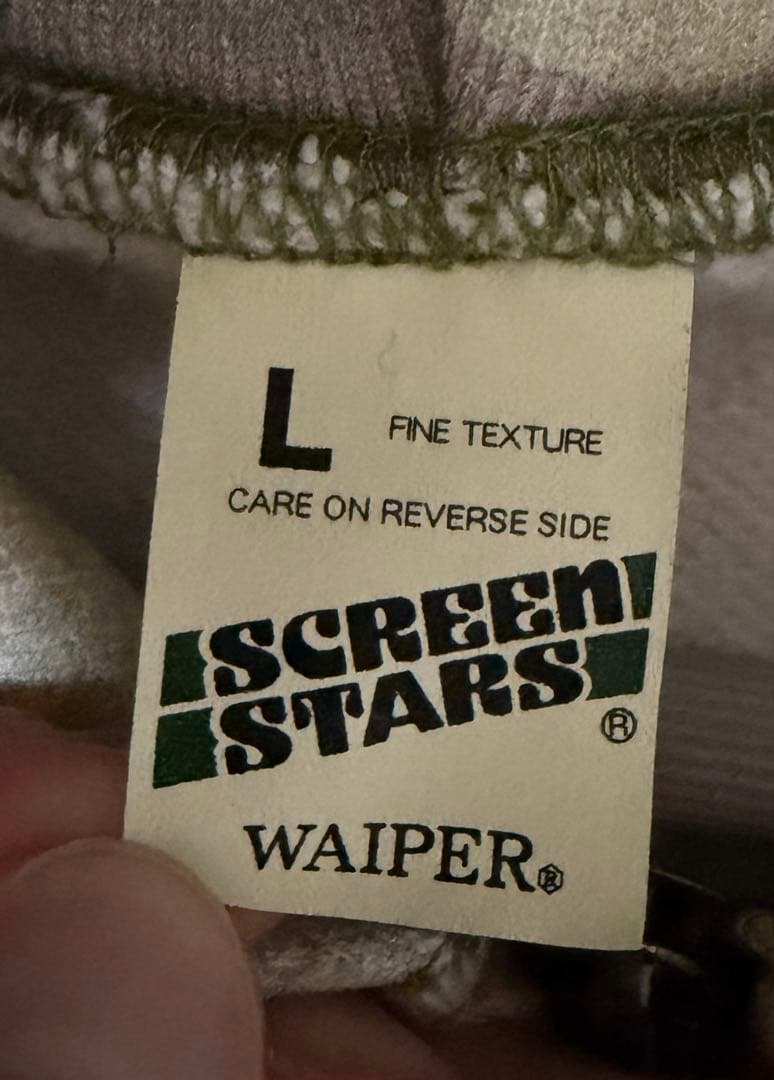 L FINE TEXTURE
CARE ON REVERSE SIDE
SCREEN
STARS
®
WAIPER®